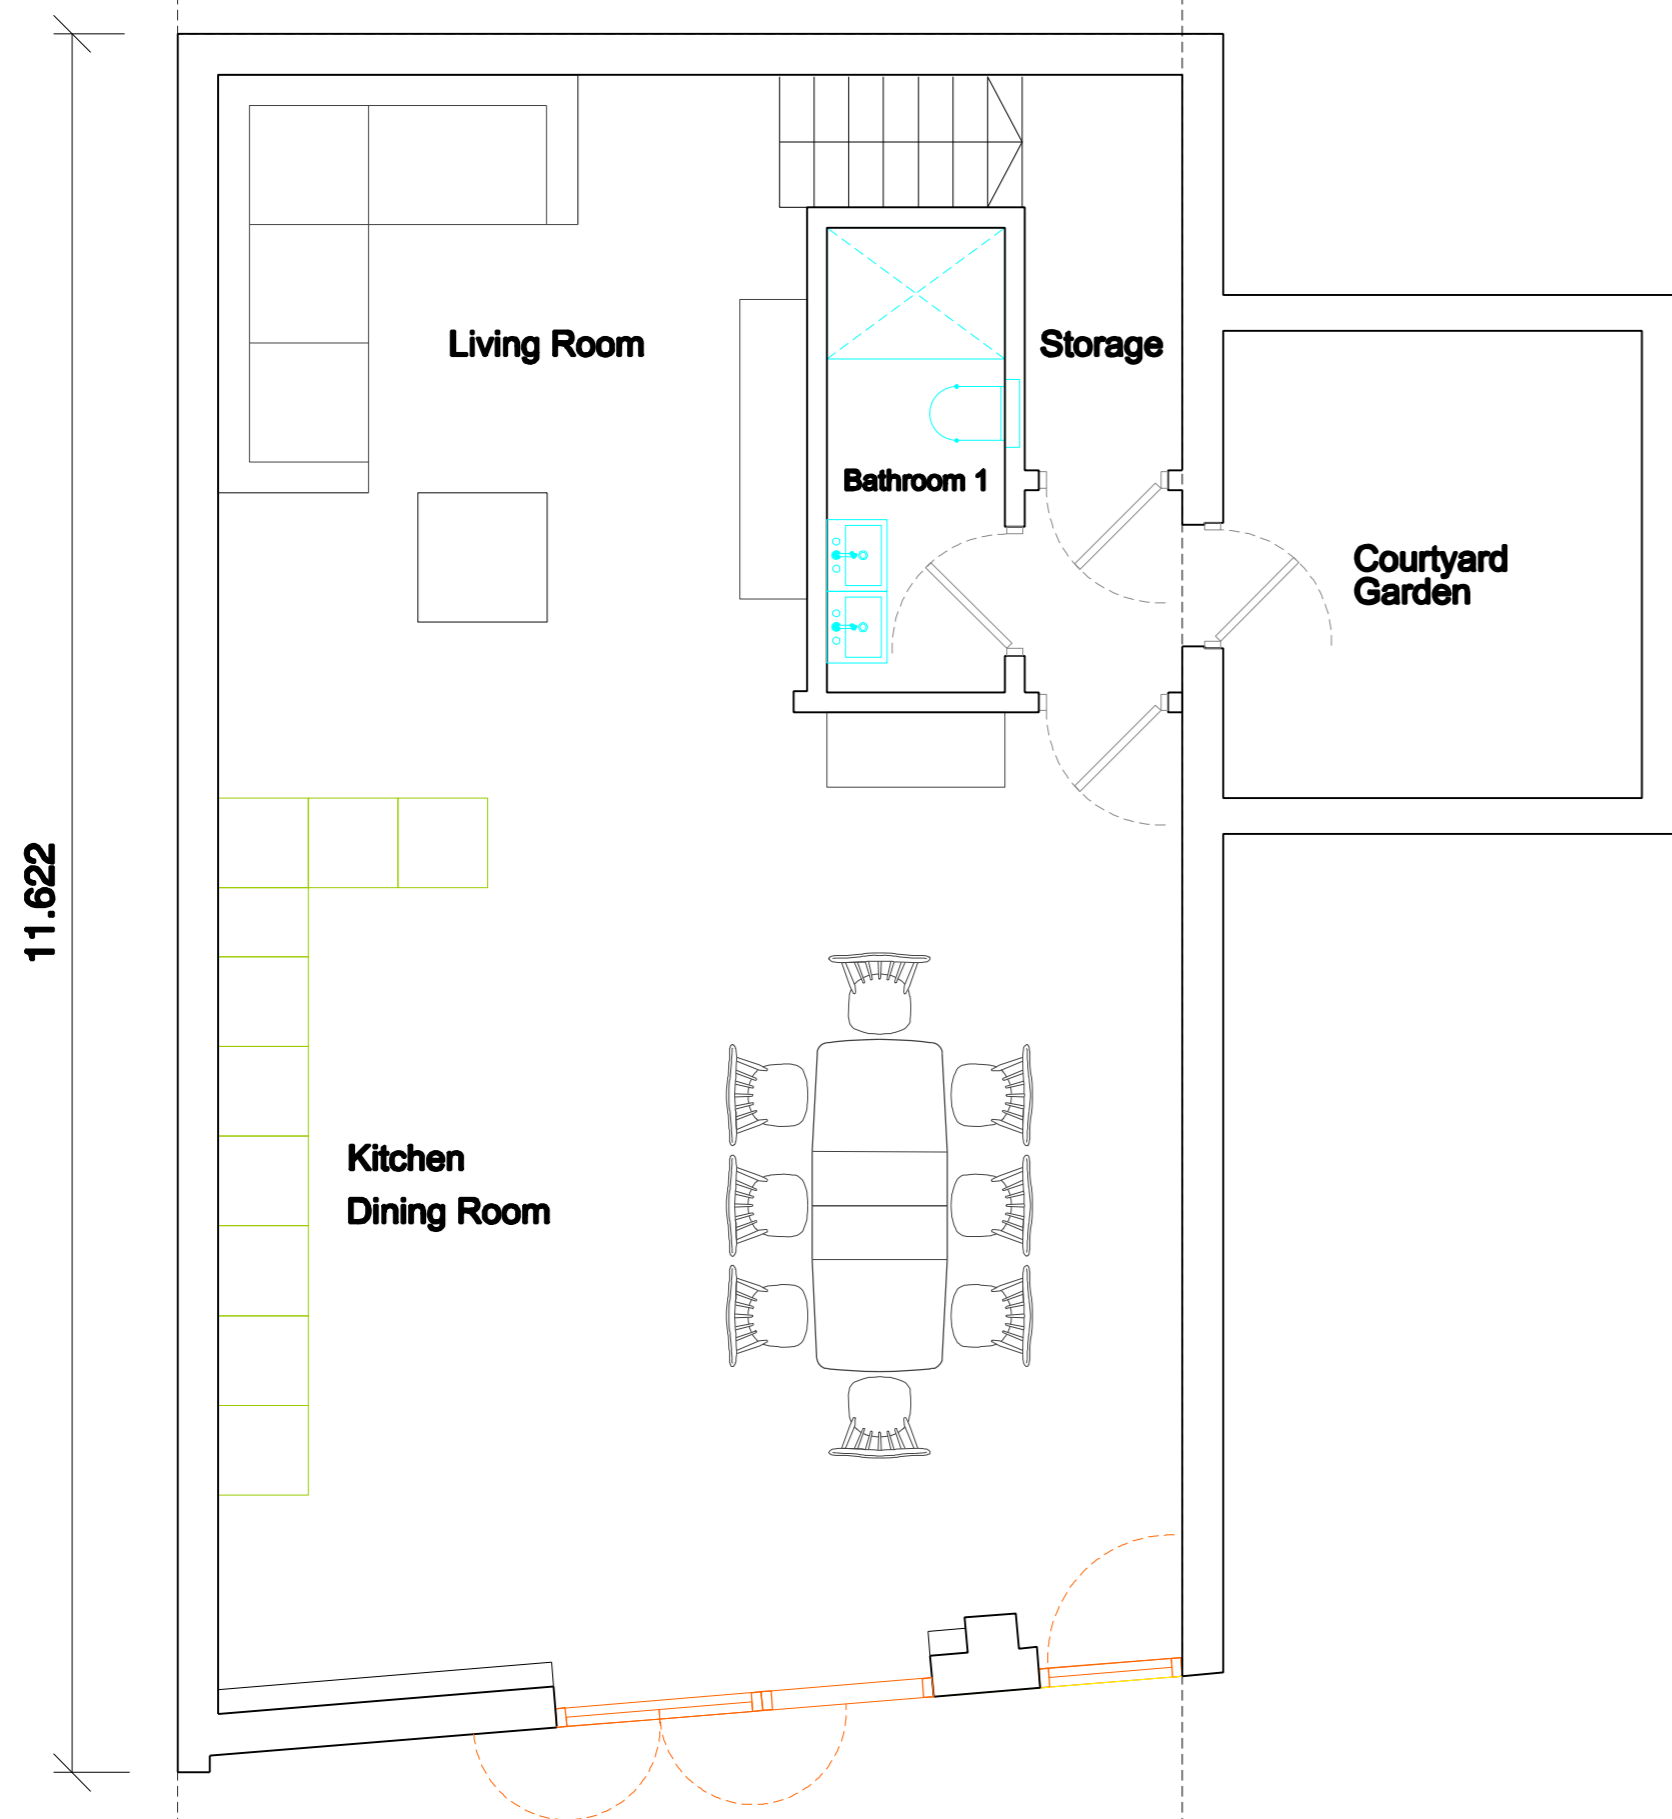 Living Room
Storage
Bathroom 1
Courtyard
Garden
11.622
Kitchen
Dining Room